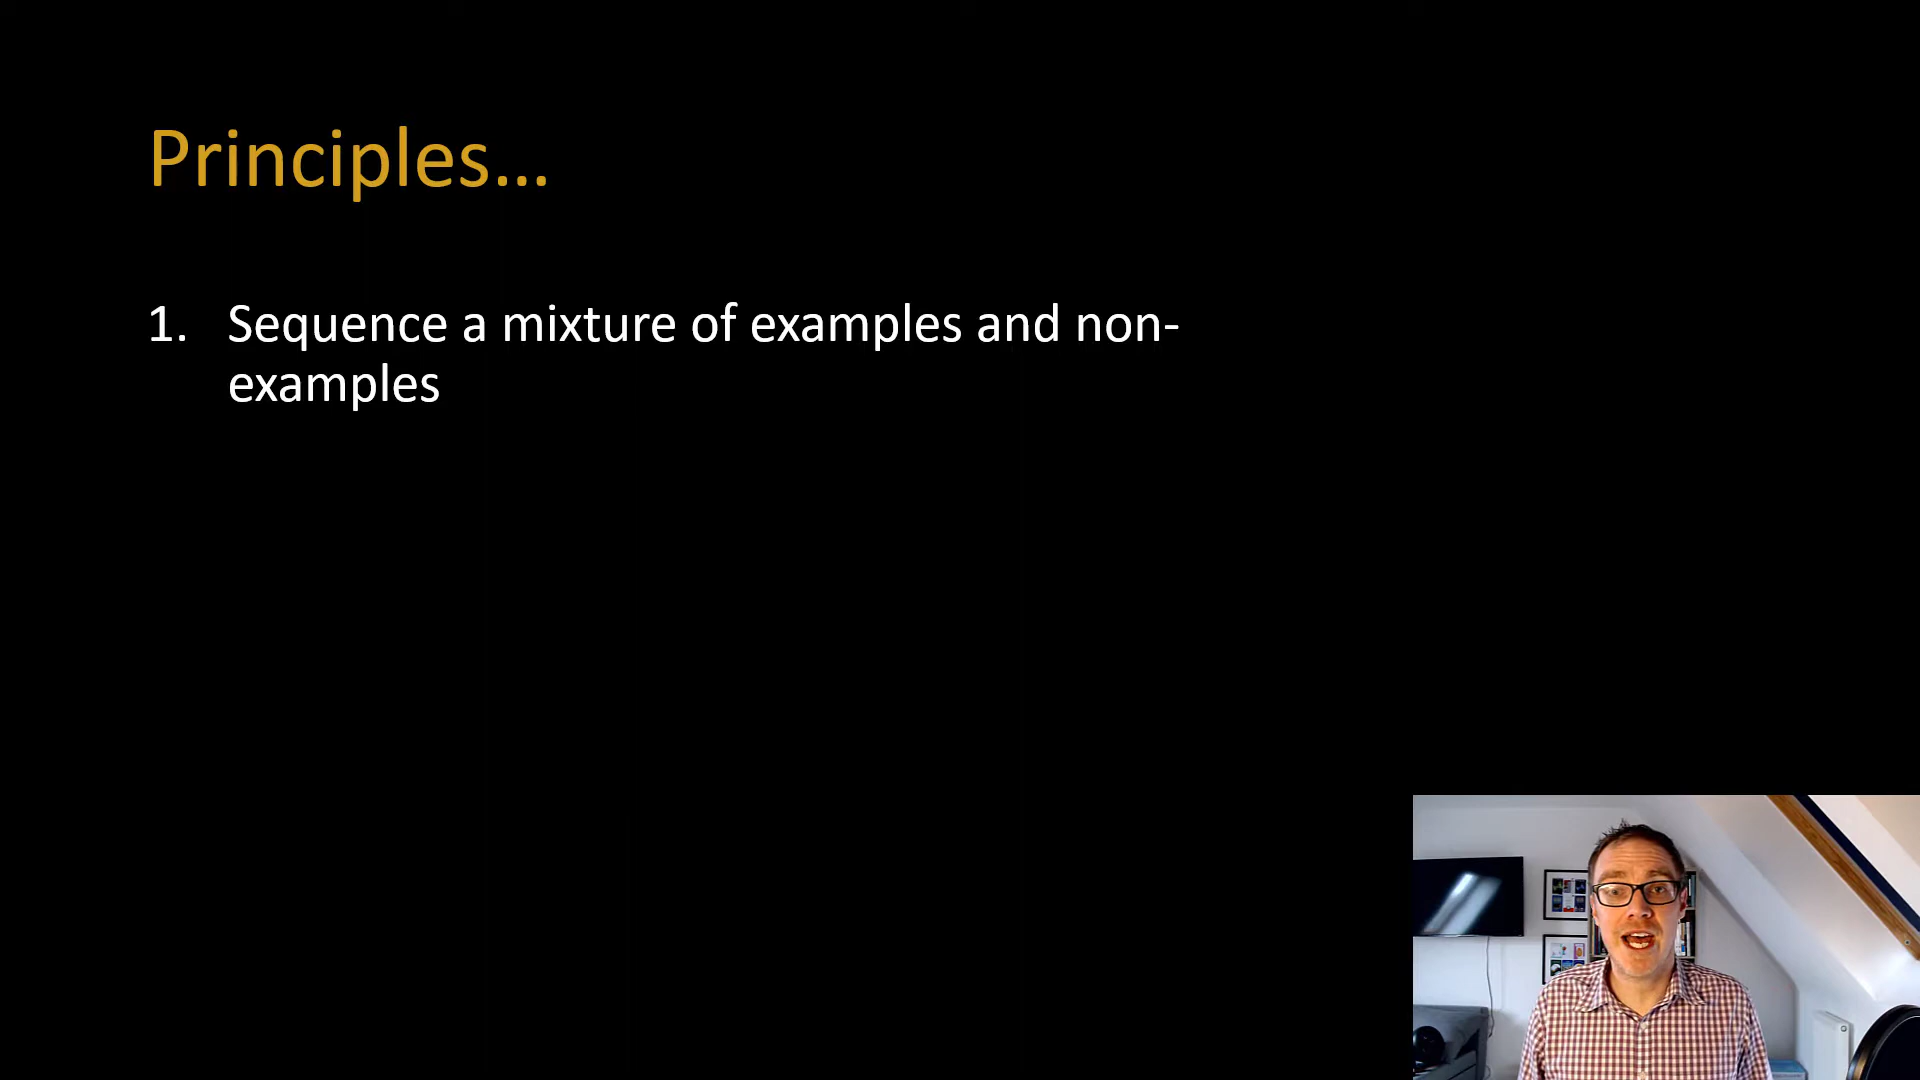 Principles...
1. Sequence a mixture of examples and non-
examples